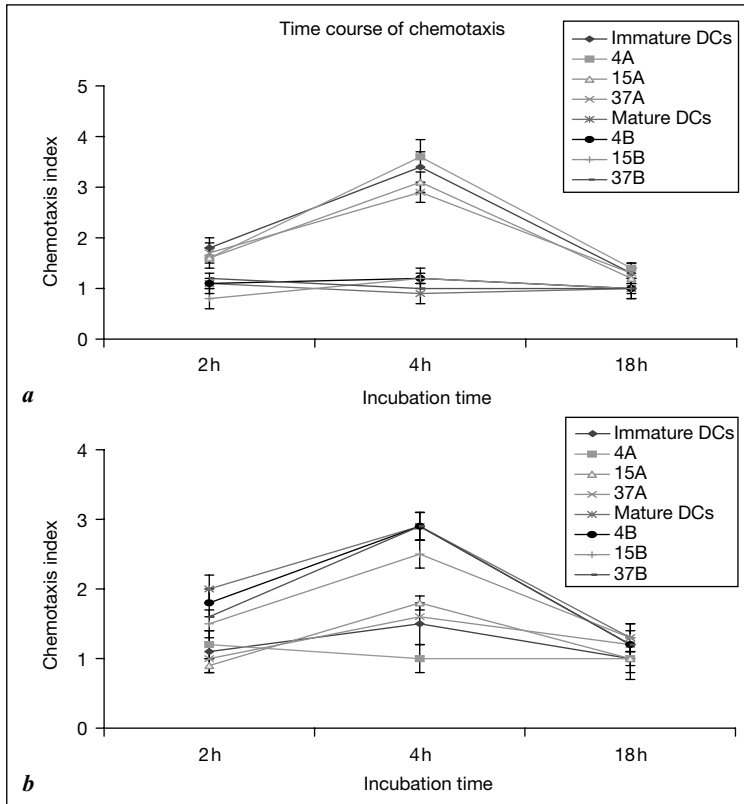 Time course of chemotaxis
Immature DCs
4A
15A
37A
Mature DCs
4B
15B
37B
5
4
3
2
1
0
Chemotaxis index
2h
4h
18h
a
Incubation time
Immature DCs
4A
15A
37A
Mature DCs
4B
15B
37B
4
3
2
1
0
Chemotaxis index
2h
4h
18h
b
Incubation time